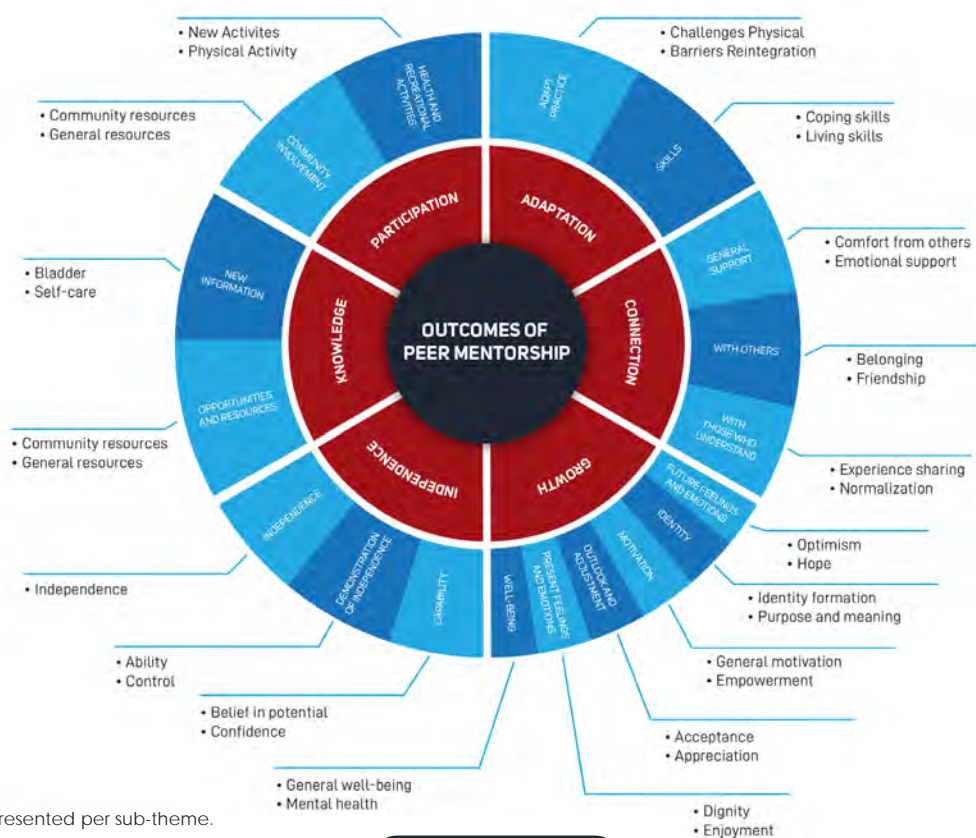 • New Activites
• Physical Activity
• Challenges Physical
• Barriers Reintegration
• Community resources
• General resources
• Coping skills
• Living skills
HEALTH AND
RECREATIONAL
ACTIVITIES
ADAPT
PRACTICE
COMMUNITY
INVOLVEMENT
SKILLS
PARTICIPATION
ADAPTATION
• Bladder
• Self-care
NEW
INFORMATION
GENERAL
SUPPORT
• Comfort from others
• Emotional support
KNOWLEDGE
OUTCOMES OF
PEER MENTORSHIP
CONNECTION
WITH OTHERS
• Belonging
• Friendship
OPPORTUNITIES
AND RESOURCES
WITH
THOSE WHO
UNDERSTAND
• Community resources
• General resources
INDEPENDENCE
GROWTH
• Experience sharing
• Normalization
INDEPENDENCE
DEMONSTRATION
OF INDEPENDENCE
CAPABILITY
WELL-BEING
PRESENT FEELINGS
AND EMOTIONS
OUTLOOK AND
ADJUSTMENT
MOTIVATION
IDENTITY
FUTURE FEELINGS
AND EMOTIONS
• Optimism
• Hope
• Independence
• Identity formation
• Purpose and meaning
• Ability
• Control
• General motivation
• Empowerment
• Belief in potential
• Confidence
• Acceptance
• Appreciation
• General well-being
• Mental health
• Dignity
• Enjoyment
resented per sub-theme.